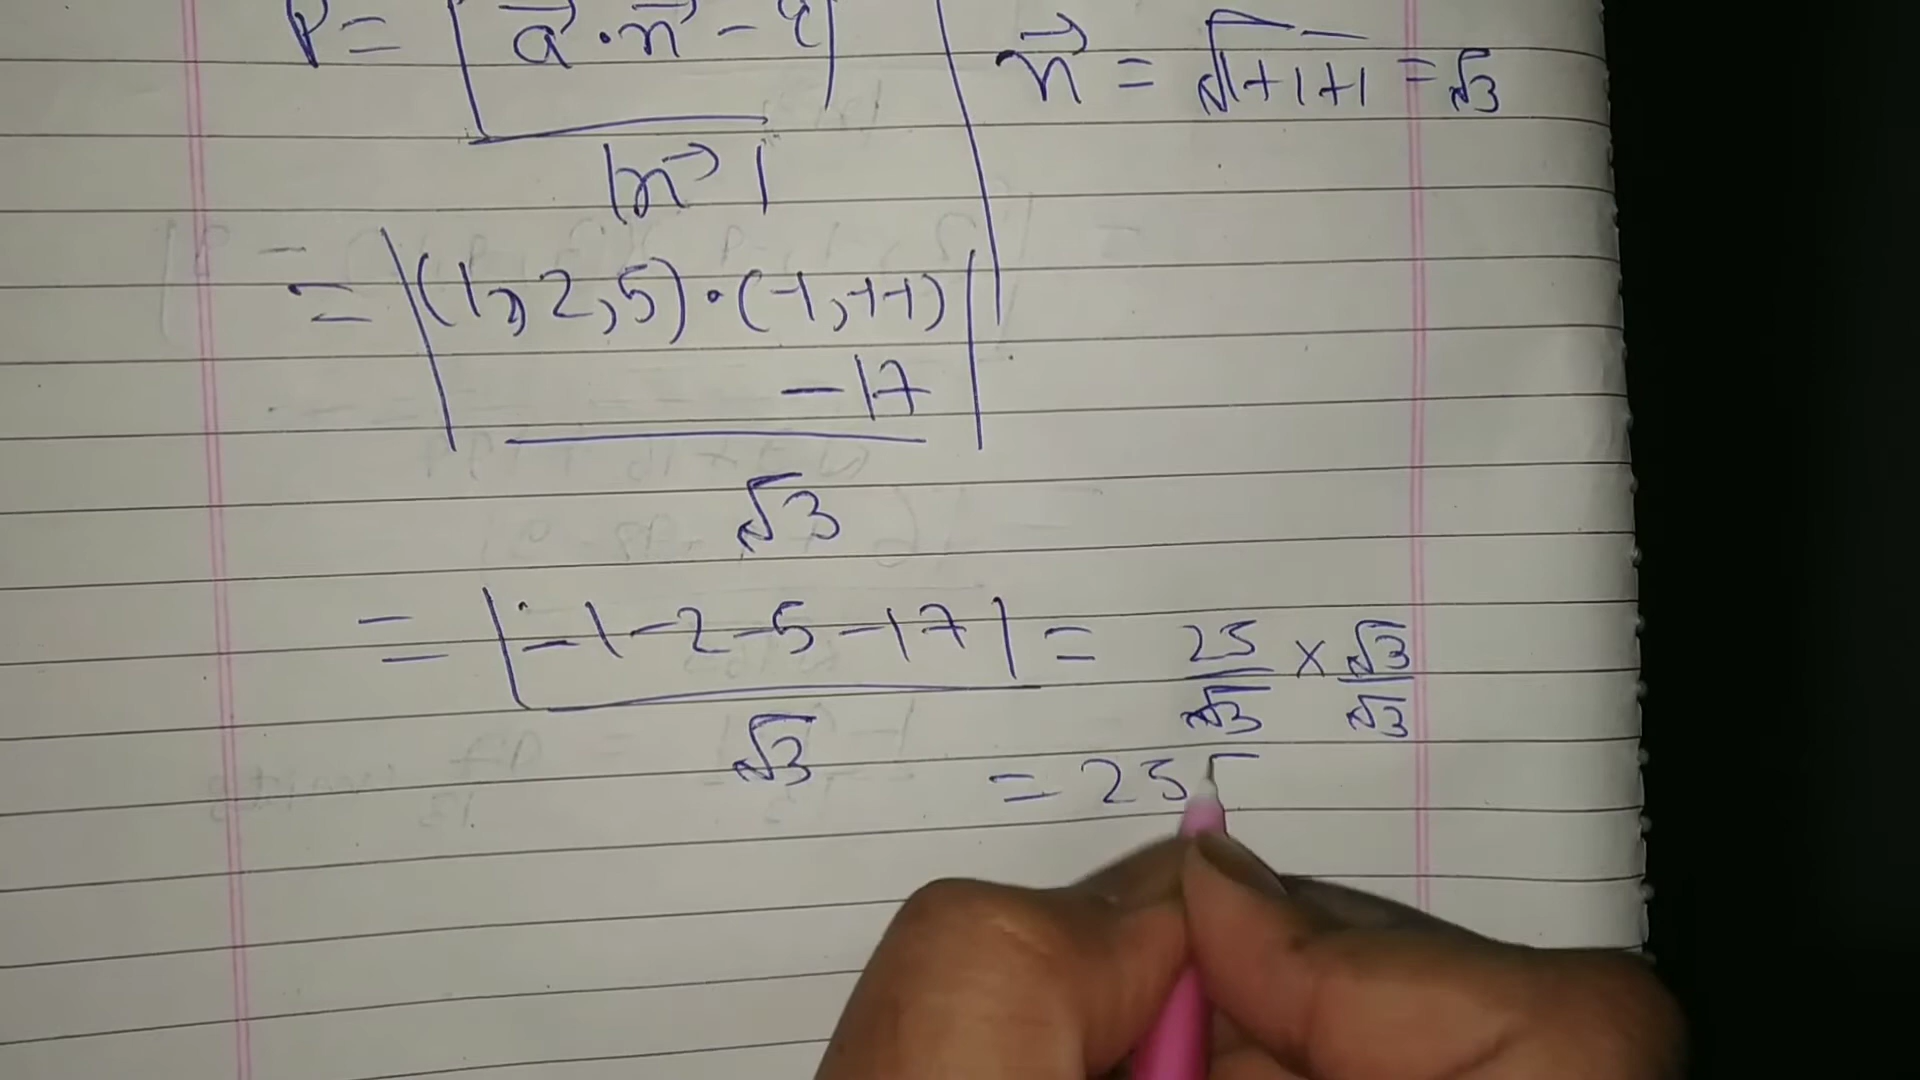 P = | a⃗ · n⃗ - q |
|n⃗|
n⃗ = √1+1+1 = √3
= |(1, 2, 5) · (-1, -1 -1)
- 17|
√3
= |-1-2-5-17| = 25 × √3
√3 √3 √3
= 25√